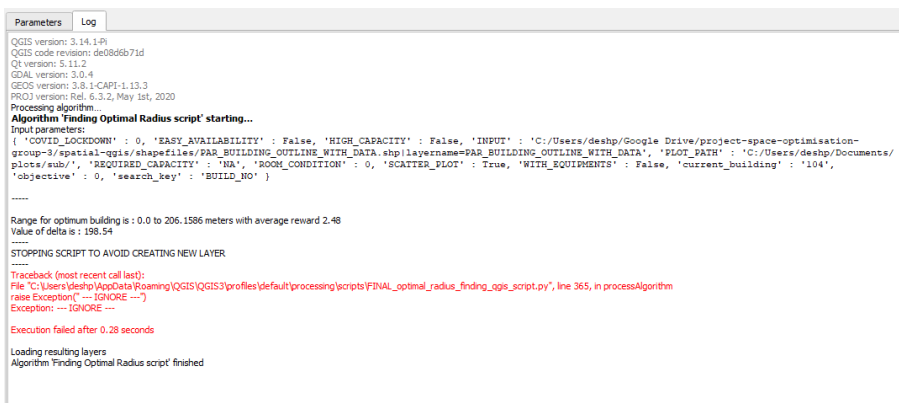 Parameters Log
QGIS version: 3.14.1-Pi
QGIS code revision: de08d6b71d
Qt version: 5.11.2
GDAL version: 3.0.4
GEOS version: 3.8.1-CAPI-1.13.3
PROJ version: Rel. 6.3.2, May 1st, 2020
Processing algorithm…
Algorithm 'Finding Optimal Radius script' starting…
Input parameters:
{ 'COVID_LOCKDOWN' : 0, 'EASY_AVAILABILITY' : False, 'HIGH_CAPACITY' : False, 'INPUT' : 'C:/Users/deshp/Google Drive/project-space-optimisation-
group-3/spatial-qgis/shapefiles/PAR_BUILDING_OUTLINE_WITH_DATA.shp|layername=PAR_BUILDING_OUTLINE_WITH_DATA', 'PLOT_PATH' : 'C:/Users/deshp/Documents/
plots/sub/', 'REQUIRED_CAPACITY' : 'NA', 'ROOM_CONDITION' : 0, 'SCATTER_PLOT' : True, 'WITH_EQUIPMENTS' : False, 'current_building' : '104',
'objective' : 0, 'search_key' : 'BUILD_NO' }
-----
Range for optimum building is : 0.0 to 206.1586 meters with average reward 2.48
Value of delta is : 198.54
-----
STOPPING SCRIPT TO AVOID CREATING NEW LAYER
-----
Traceback (most recent call last):
File "C:\Users\deshp\AppData\Roaming\QGIS\QGIS3\profiles\default\processing\scripts\FINAL_optimal_radius_finding_qgis_script.py", line 365, in processAlgorithm
raise Exception(" --- IGNORE ---")
Exception: --- IGNORE ---
Execution failed after 0.28 seconds
Loading resulting layers
Algorithm 'Finding Optimal Radius script' finished